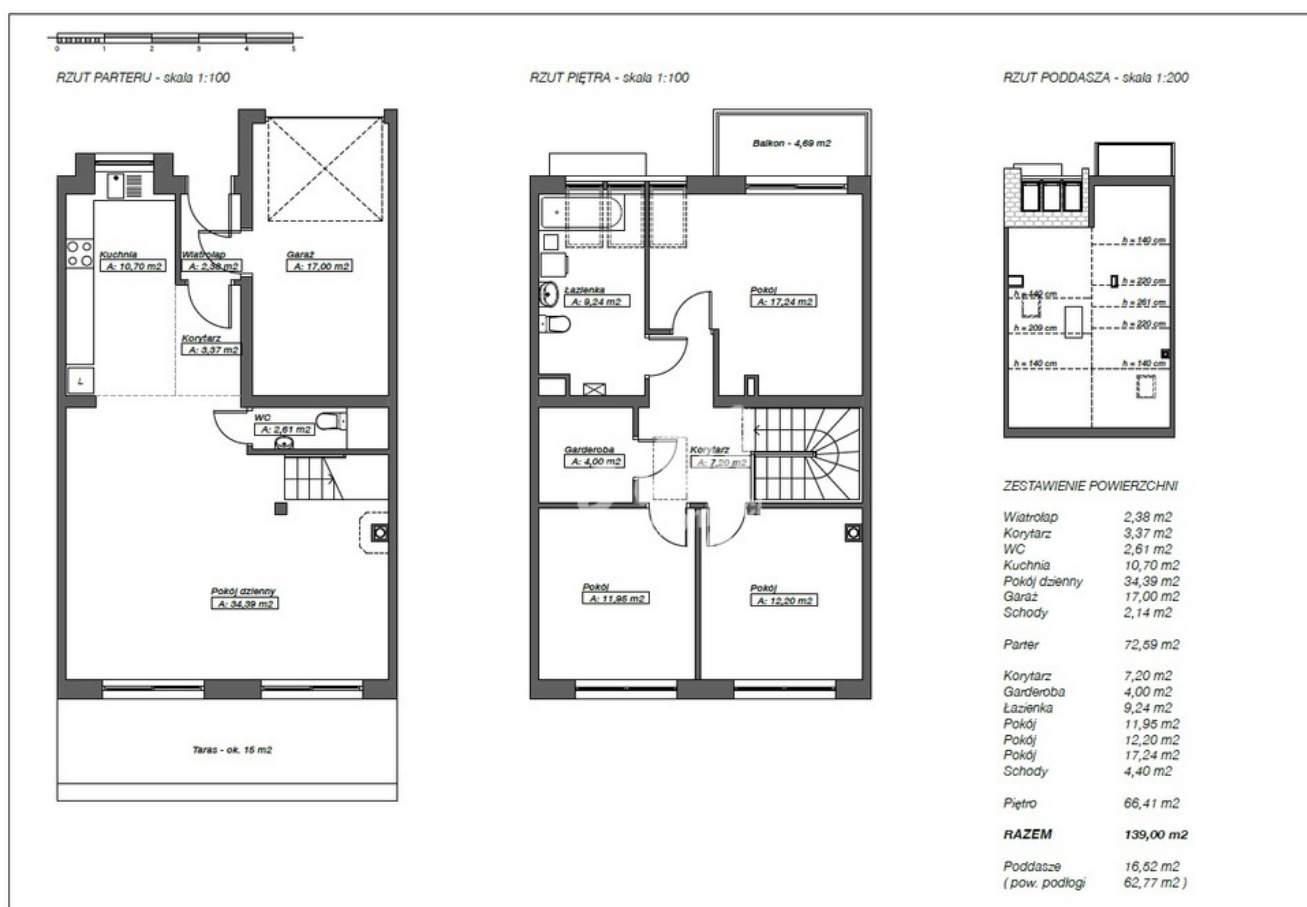 0 1 2 3 4 5
RZUT PARTERU - skala 1:100
Kuchnia
A: 10,70 m2
Wiatrołap
A: 2,38 m2
Garaż
A: 17,00 m2
Korytarz
A: 3,37 m2
L
WC
A: 2,61 m2
Pokój dzienny
A: 34,39 m2
Taras - ok. 15 m2
RZUT PIĘTRA - skala 1:100
Balkon - 4,69 m2
Łazienka
A: 9,24 m2
Pokój
A: 17,24 m2
Garderoba
A: 4,00 m2
Korytarz
A: 7,20 m2
Pokój
A: 11,95 m2
Pokój
A: 12,20 m2
RZUT PODDASZA - skala 1:200
h = 140 cm
h = 220 cm
h = 140 cm
h = 261 cm
h = 220 cm
h = 209 cm
h = 140 cm
h = 140 cm
ZESTAWIENIE POWIERZCHNI
Wiatrołap 2,38 m2
Korytarz 3,37 m2
WC 2,61 m2
Kuchnia 10,70 m2
Pokój dzienny 34,39 m2
Garaż 17,00 m2
Schody 2,14 m2
Parter 72,59 m2
Korytarz 7,20 m2
Garderoba 4,00 m2
Łazienka 9,24 m2
Pokój 11,95 m2
Pokój 12,20 m2
Pokój 17,24 m2
Schody 4,40 m2
Piętro 66,41 m2
RAZEM 139,00 m2
Poddasze 16,52 m2
( pow. podłogi 62,77 m2 )